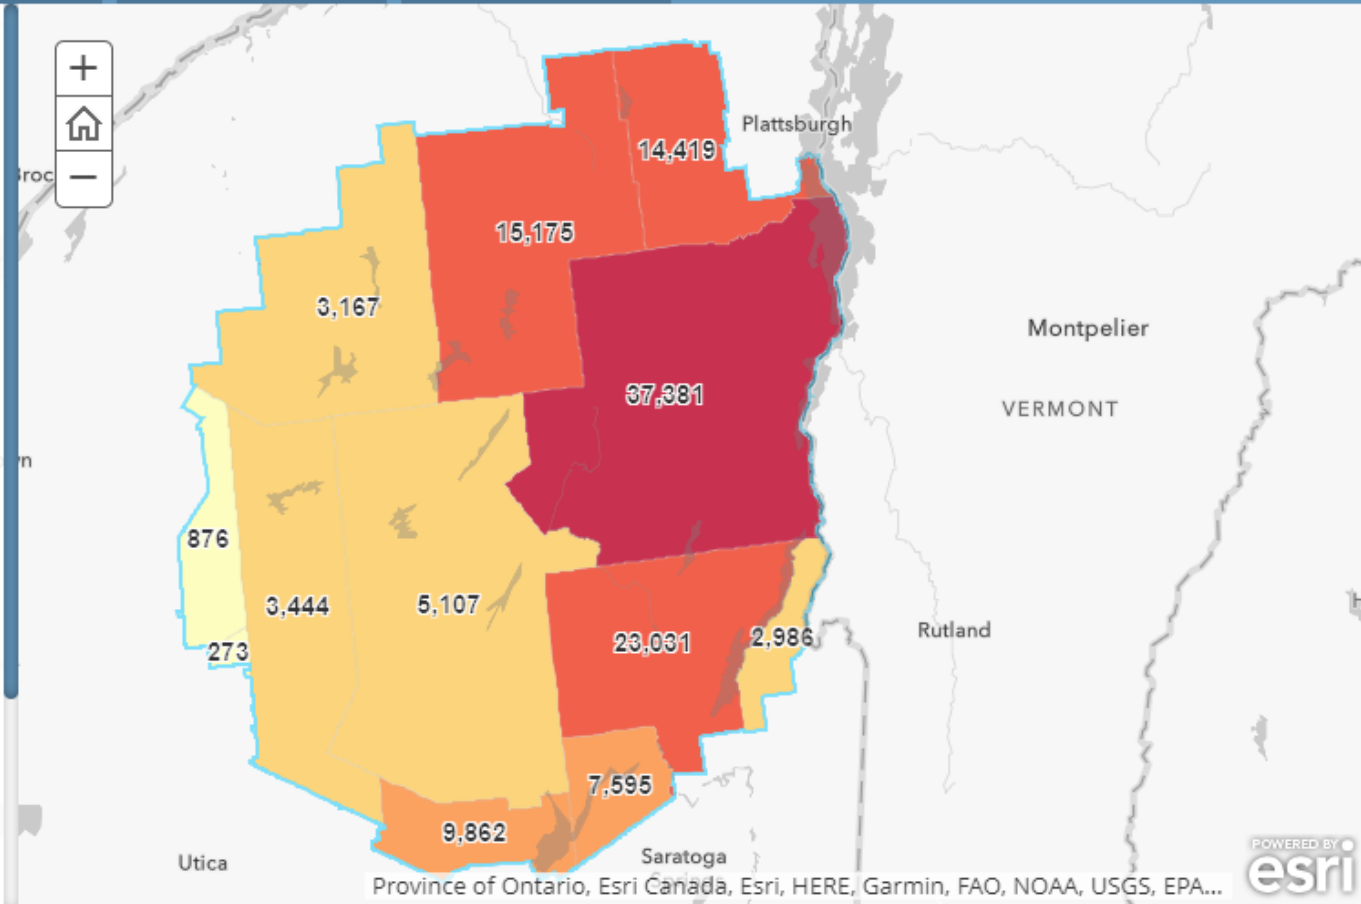 +
−
Plattsburgh
14,419
Broc
15,175
3,167
Montpelier
37,381
VERMONT
876
3,444
5,107
273
23,031
2,986
Rutland
7,595
9,862
Utica
Saratoga
Springs
POWERED BY
esri
Province of Ontario, Esri Canada, Esri, HERE, Garmin, FAO, NOAA, USGS, EPA...